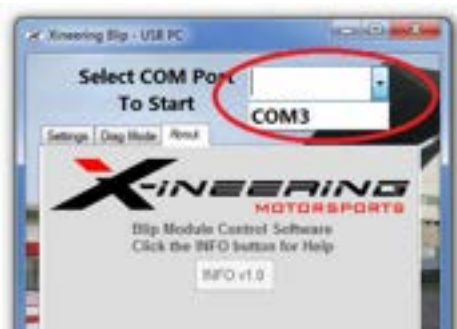 Xineering Blip - USB PC
Select COM Port
To Start
COM3
Settings Diag Mode About
X-INEERING
MOTORSPORTS
Blip Module Control Software
Click the INFO button for Help
INFO v1.0